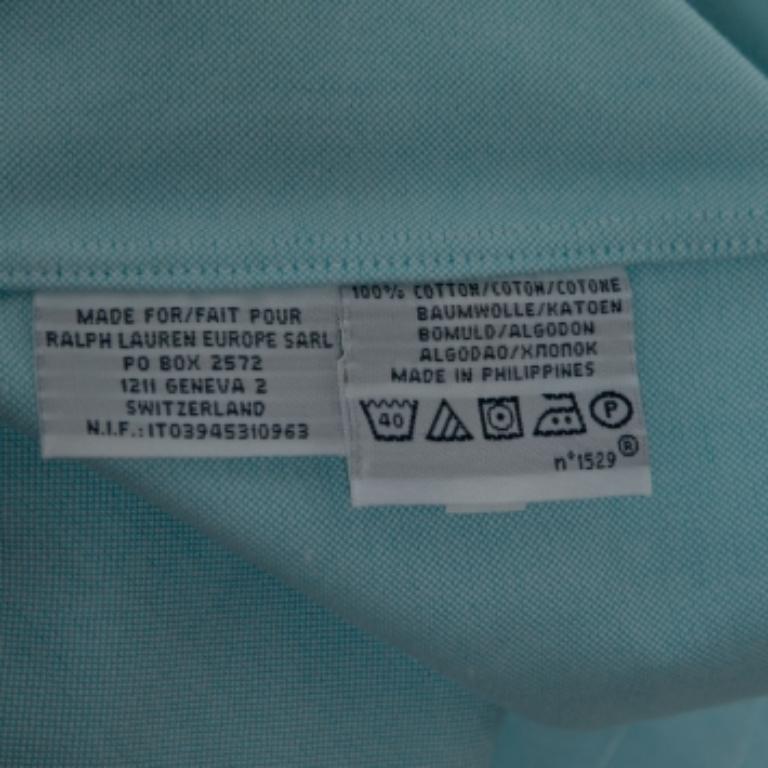 MADE FOR/FAIT POUR
RALPH LAUREN EUROPE SARL
PO BOX 2572
1211 GENEVA 2
SWITZERLAND
N.I.F.: IT03945310963
100% COTTON/COTON/COTONE
BAUMWOLLE/KATOEN
BOMULD/ALGODON
ALGODAO/ХЛОПОК
MADE IN PHILIPPINES
40 P
n°1529®